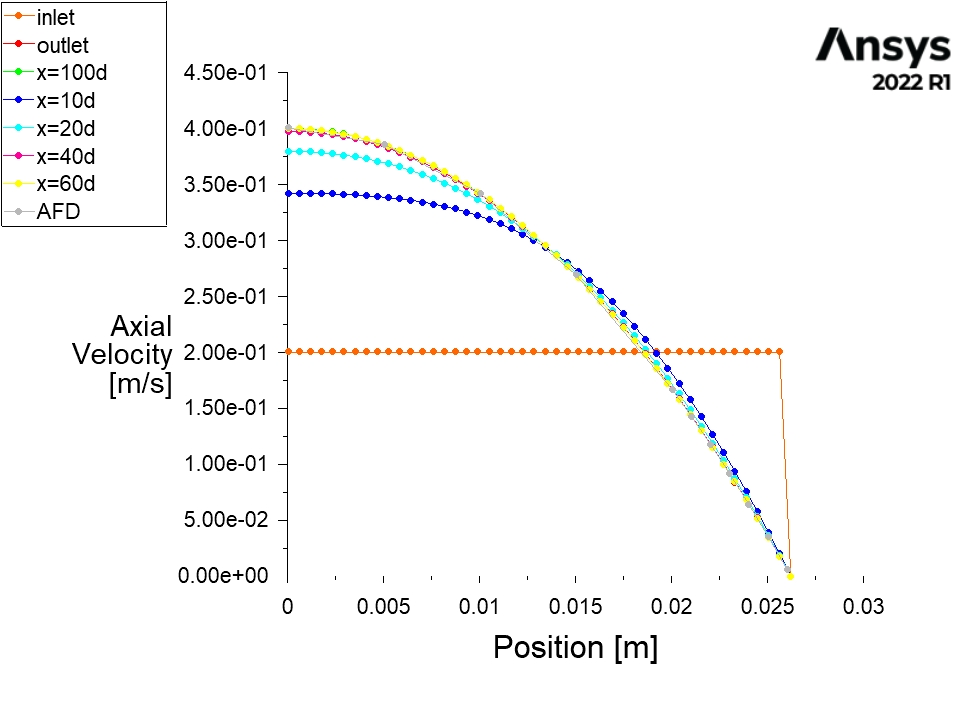 inlet
outlet
x=100d
x=10d
x=20d
x=40d
x=60d
AFD
Ansys
2022 R1
4.50e-01
4.00e-01
3.50e-01
3.00e-01
2.50e-01
2.00e-01
1.50e-01
1.00e-01
5.00e-02
0.00e+00
Axial
Velocity
[m/s]
0 0.005 0.01 0.015 0.02 0.025 0.03
Position [m]